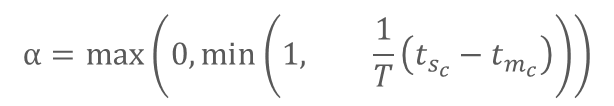 α = max(0, min(1, 1/T (t_{s_c} − t_{m_c})))